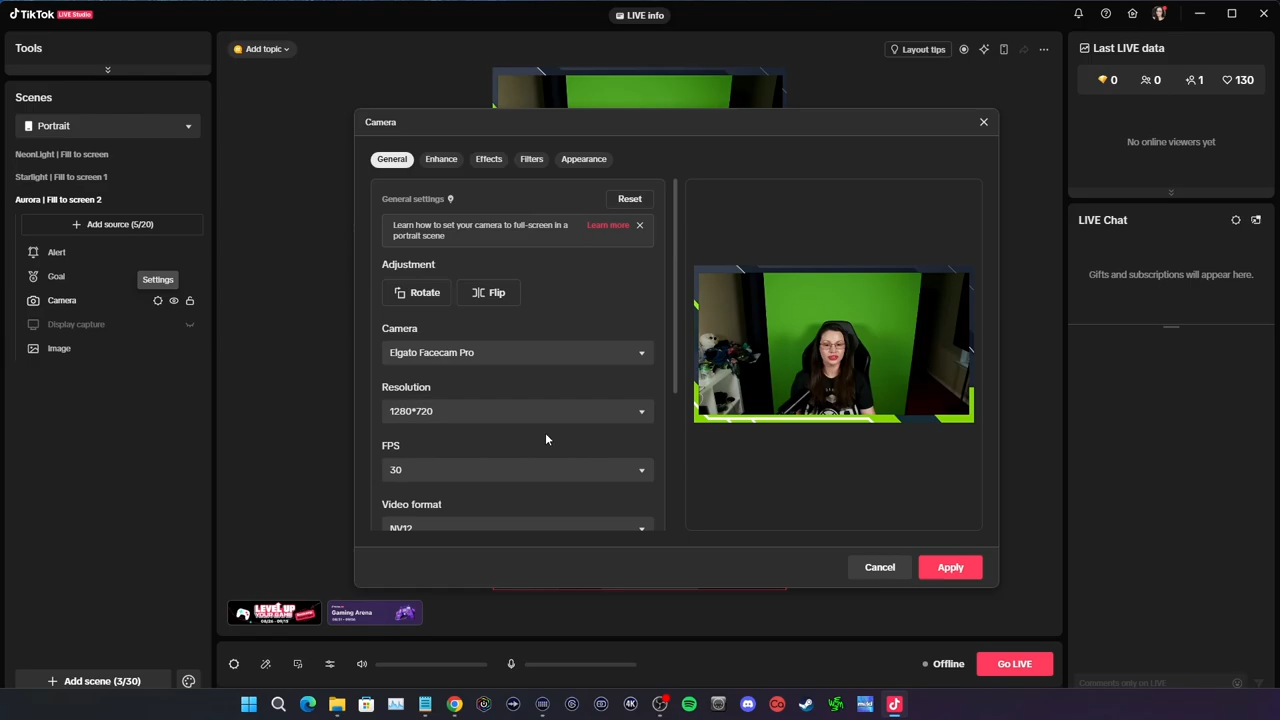 TikTok LIVE Studio
LIVE info
Tools
Scenes
Portrait
NeonLight | Fill to screen
Starlight | Fill to screen 1
Aurora | Fill to screen 2
Add source (5/20)
Alert
Goal
Settings
Camera
Display capture
Image
Add scene (3/30)
Add topic
Layout tips
Camera
General
Enhance
Effects
Filters
Appearance
General settings
Reset
Learn how to set your camera to full-screen in a
portrait scene
Learn more
Adjustment
Rotate
Flip
Camera
Elgato Facecam Pro
Resolution
1280*720
FPS
30
Video format
NV12
Cancel
Apply
LEVEL UP
YOUR GAME
Gaming Arena
Offline
Go LIVE
Last LIVE data
0
0
1
130
No online viewers yet
LIVE Chat
Gifts and subscriptions will appear here.
Comments only on LIVE
4K